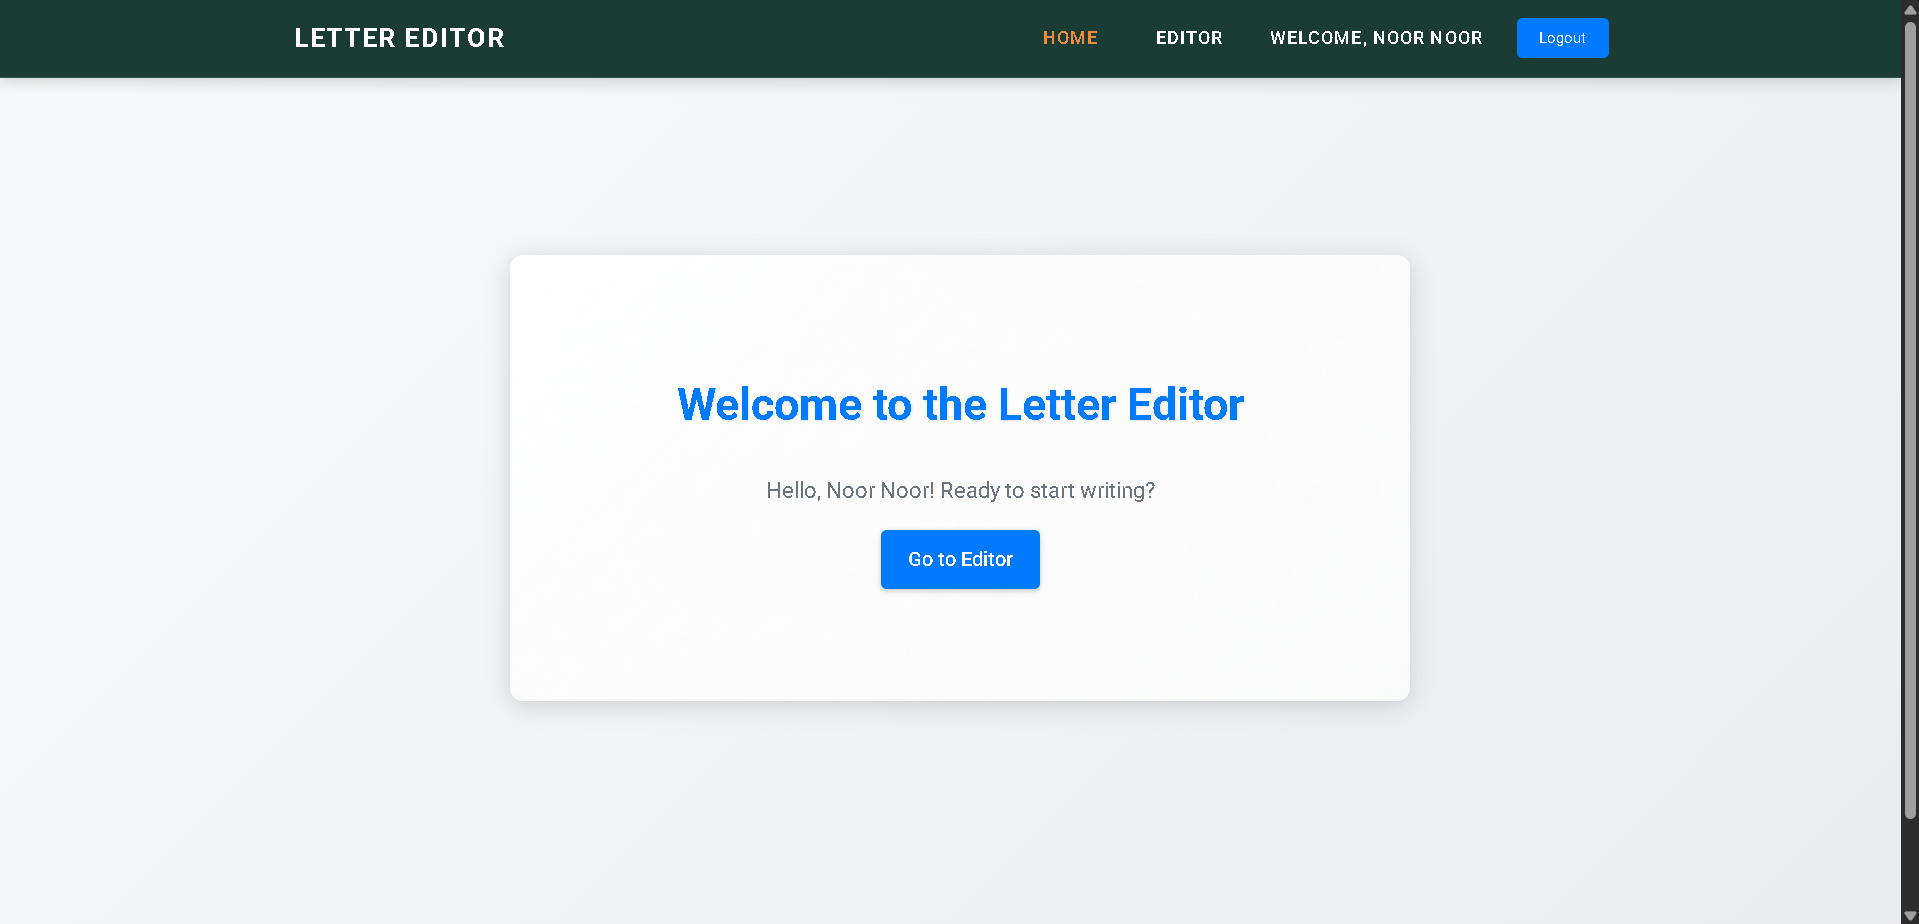 LETTER EDITOR
HOME EDITOR WELCOME, NOOR NOOR Logout
Welcome to the Letter Editor
Hello, Noor Noor! Ready to start writing?
Go to Editor